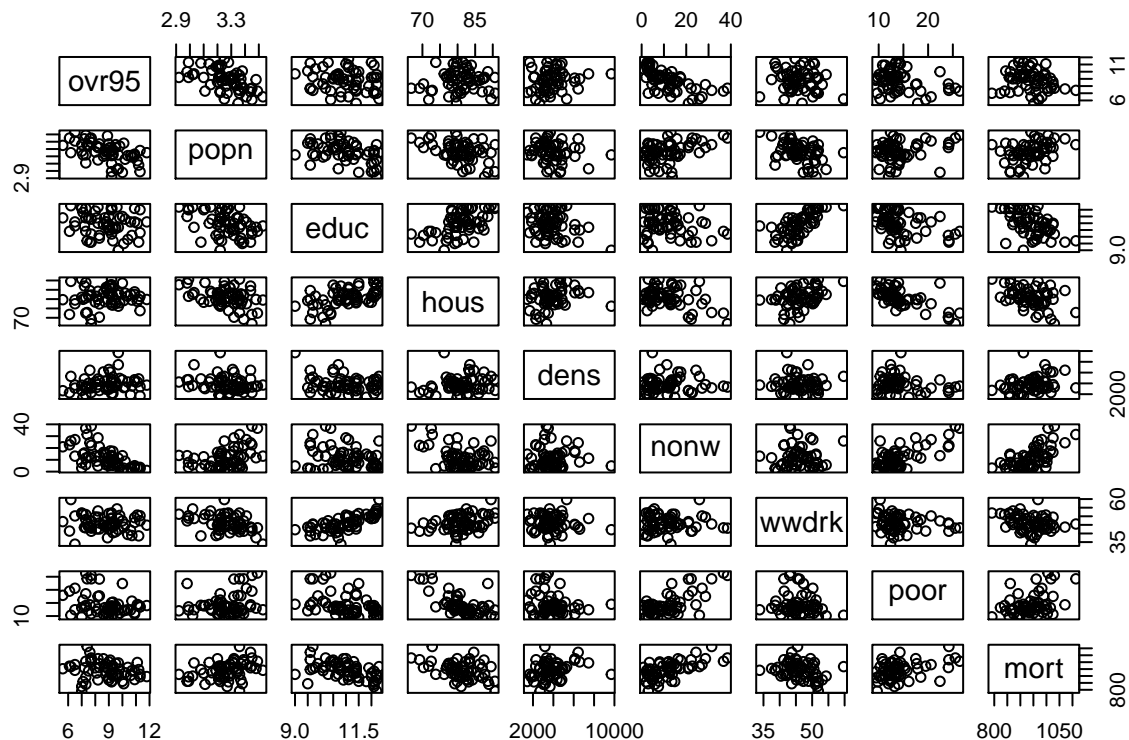 2.9 3.3 70 85 0 20 40 10 20
ovr95 6 11
2.9 popn
educ 9.0
70 hous
dens 2000
0 40 nonw
wwdrk 35 60
10 poor
mort 800
6 8 9 12 9.0 11.5 2000 10000 35 50 800 1050